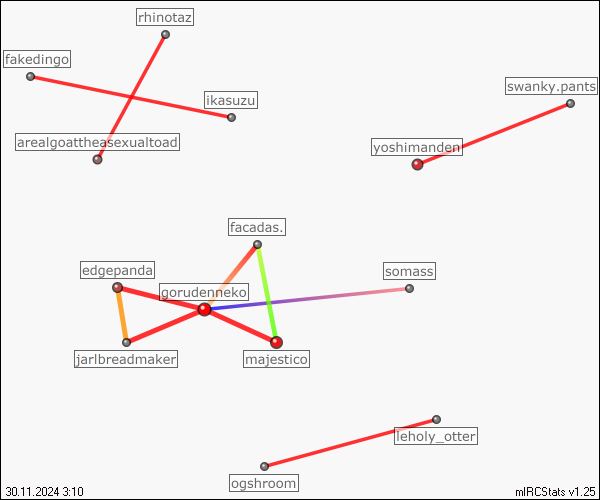 rhinotaz
fakedingo
swanky.pants
ikasuzu
arealgoattheasexualtoad
yoshimanden
facadas.
edgepanda
somass
gorudenneko
jarlbreadmaker
majestico
leholy_otter
ogshroom
30.11.2024 3:10
mIRCStats v1.25